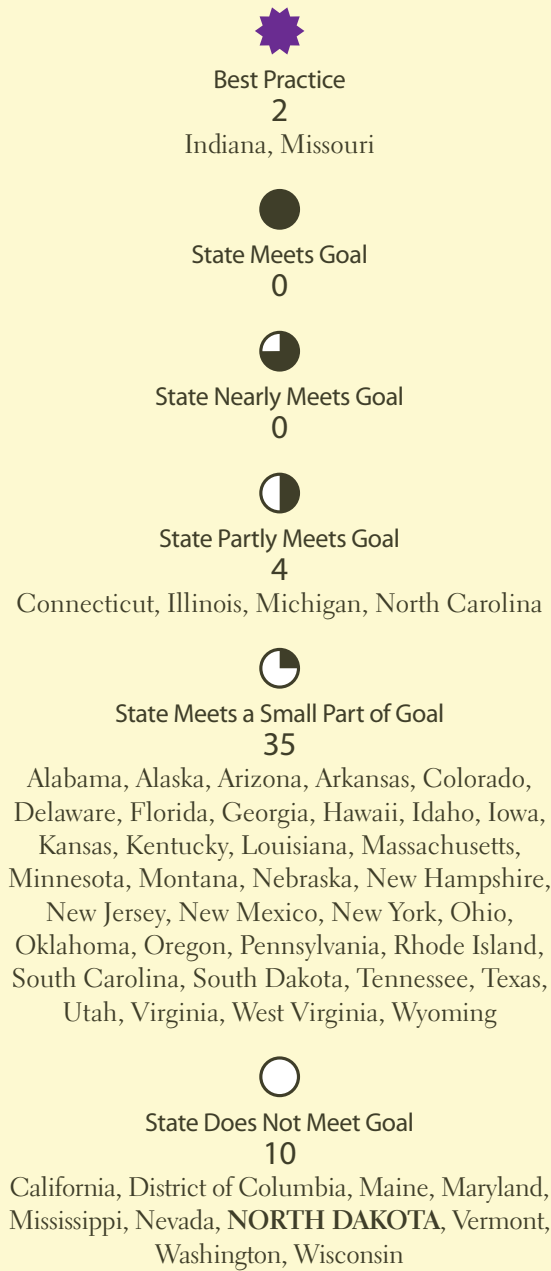 Best Practice
2
Indiana, Missouri
State Meets Goal
0
State Nearly Meets Goal
0
State Partly Meets Goal
4
Connecticut, Illinois, Michigan, North Carolina
State Meets a Small Part of Goal
35
Alabama, Alaska, Arizona, Arkansas, Colorado,
Delaware, Florida, Georgia, Hawaii, Idaho, Iowa,
Kansas, Kentucky, Louisiana, Massachusetts,
Minnesota, Montana, Nebraska, New Hampshire,
New Jersey, New Mexico, New York, Ohio,
Oklahoma, Oregon, Pennsylvania, Rhode Island,
South Carolina, South Dakota, Tennessee, Texas,
Utah, Virginia, West Virginia, Wyoming
State Does Not Meet Goal
10
California, District of Columbia, Maine, Maryland,
Mississippi, Nevada, NORTH DAKOTA, Vermont,
Washington, Wisconsin